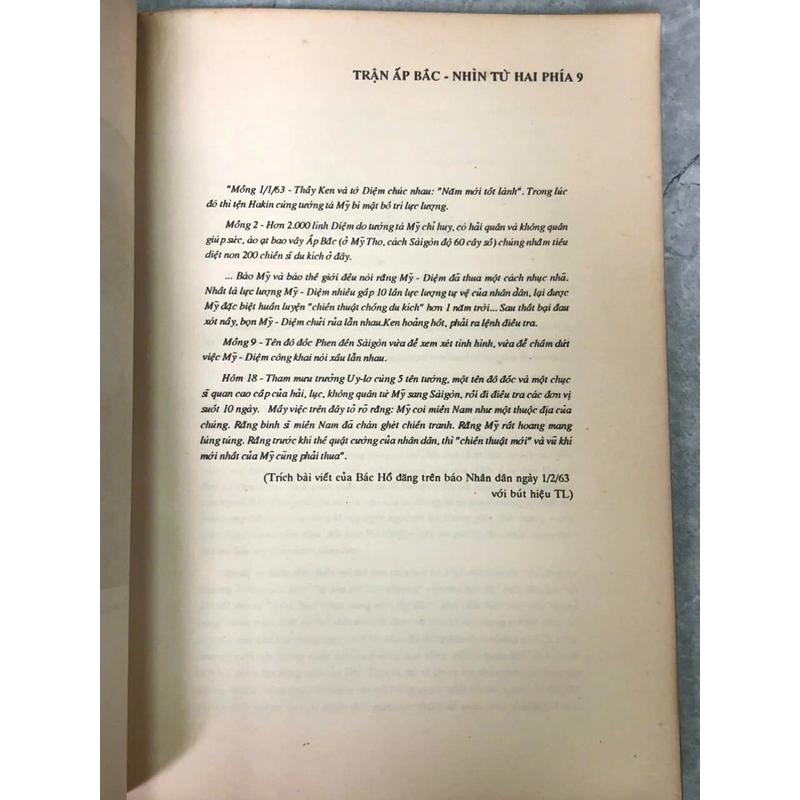 TRẬN ẤP BẮC - NHÌN TỪ HAI PHÍA 9
"Mồng 1/1/63 - Thầy Ken và tớ Diệm chúc nhau: "Năm mới tốt lành". Trong lúc
đó thì tên Hakin cùng tướng tá Mỹ bí mật bố trí lực lượng.
Mồng 2 - Hơn 2.000 lính Diệm do tướng tá Mỹ chỉ huy, có hải quân và không quân
giúp sức, ào ạt bao vây Ấp Bắc (ở Mỹ Tho, cách Sàigòn độ 60 cây số) chúng nhằm tiêu
diệt non 200 chiến sĩ du kích ở đây.
... Báo Mỹ và báo thế giới đều nói rằng Mỹ - Diệm đã thua một cách nhục nhã.
Nhất là lực lượng Mỹ - Diệm nhiều gấp 10 lần lực lượng tự vệ của nhân dân, lại được
Mỹ đặc biệt huấn luyện "chiến thuật chống du kích" hơn 1 năm trời... Sau thất bại đau
xót nầy, bọn Mỹ - Diệm chửi rủa lẫn nhau.Ken hoảng hốt, phải ra lệnh điều tra.
Mồng 9 - Tên đô đốc Phen đến Sàigòn vừa để xem xét tình hình, vừa để chấm dứt
việc Mỹ - Diệm công khai nói xấu lẫn nhau.
Hôm 18 - Tham mưu trưởng Uy-lơ cùng 5 tên tướng, một tên đô đốc và một chục
sĩ quan cao cấp của hải, lục, không quân từ Mỹ sang Sàigòn, rồi đi điều tra các đơn vị
suốt 10 ngày. Mấy việc trên đây tỏ rõ rằng: Mỹ coi miền Nam như một thuộc địa của
chúng. Rằng binh sĩ miền Nam đã chán ghét chiến tranh. Rằng Mỹ rất hoang mang
lúng túng. Rằng trước khí thế quật cường của nhân dân, thì "chiến thuật mới" và vũ khí
mới nhất của Mỹ cũng phải thua".
(Trích bài viết của Bác Hồ đăng trên báo Nhân dân ngày 1/2/63
với bút hiệu TL)